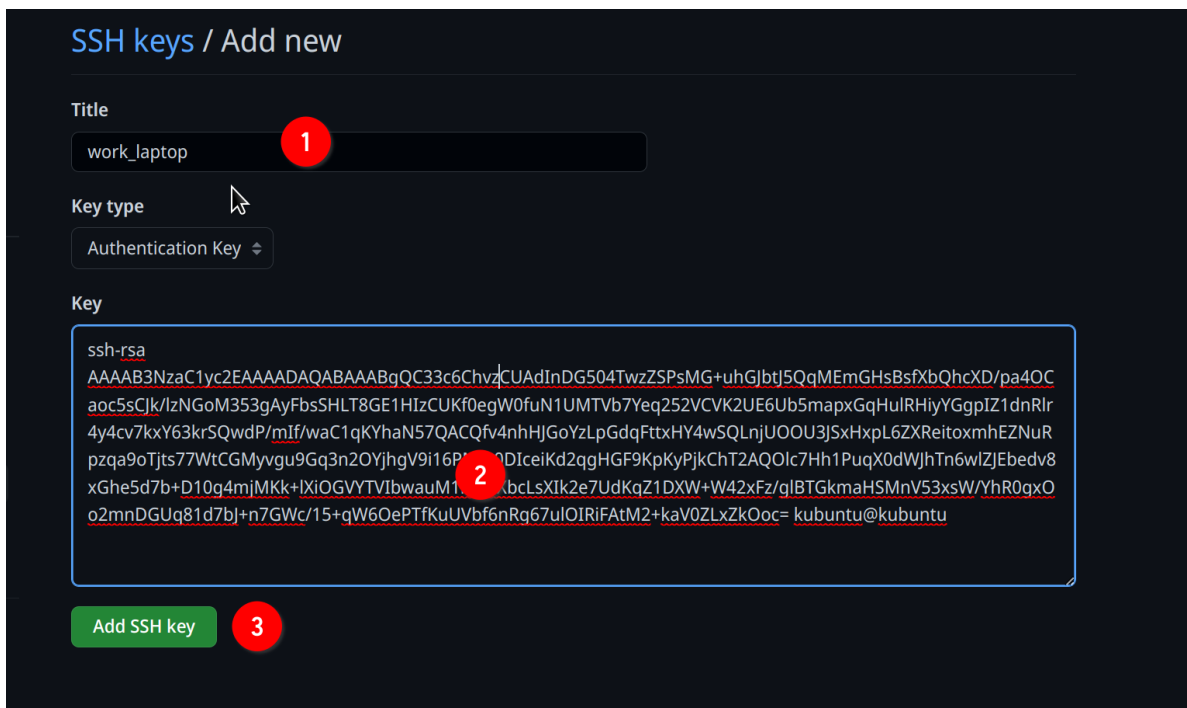 SSH keys / Add new
Title
1
work_laptop
Key type
Authentication Key
Key
ssh-rsa
AAAAB3NzaC1yc2EAAAADAQABAAABgQC33c6ChvzCUAdInDG504TwzZSPsMG+uhGJbtJ5QqMEmGHsBsfXbQhcXD/pa4OC
aoc5sCJk/lzNGoM353gAyFbsSHLT8GE1HIzCUKf0egW0fuN1UMTVb7Yeq252VCVK2UE6Ub5mapxGqHulRHiyYGgpIZ1dnRlr
4y4cv7kxY63krSQwdP/mIf/waC1qKYhaN57QACQfv4nhHJGoYzLpGdqFttxHY4wSQLnjUOOU3JSxHxpL6ZXReitoxmhEZNuR
pzqa9oTjts77WtCGMyvgu9Gq3n2OYjhgV9i16P 0DIceiKd2qgHGF9KpKyPjkChT2AQOlc7Hh1PuqX0dWJhTn6wlZJEbedv8
2
xGhe5d7b+D10g4mjMKk+lXiOGVYTVIbwauM1 KbcLsXIk2e7UdKqZ1DXW+W42xFz/glBTGkmaHSMnV53xsW/YhR0gxO
o2mnDGUq81d7bJ+n7GWc/15+qW6OePTfKuUVbf6nRg67ulOIRiFAtM2+kaV0ZLxZkOoc= kubuntu@kubuntu
Add SSH key
3